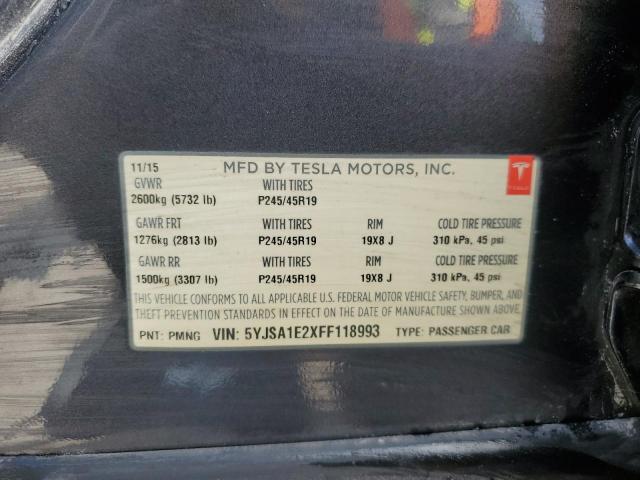 11/15 MFD BY TESLA MOTORS, INC.
GVWR WITH TIRES
2600kg (5732 lb) P245/45R19
GAWR FRT WITH TIRES RIM COLD TIRE PRESSURE
1276kg (2813 lb) P245/45R19 19X8 J 310 kPa, 45 psi
GAWR RR WITH TIRES RIM COLD TIRE PRESSURE
1500kg (3307 lb) P245/45R19 19X8 J 310 kPa, 45 psi
THIS VEHICLE CONFORMS TO ALL APPLICABLE U.S. FEDERAL MOTOR VEHICLE SAFETY, BUMPER, AND
THEFT PREVENTION STANDARDS IN EFFECT ON THE DATE OF MANUFACTURE SHOWN ABOVE.
PNT: PMNG VIN: 5YJSA1E2XFF118993 TYPE: PASSENGER CAR
TESLA